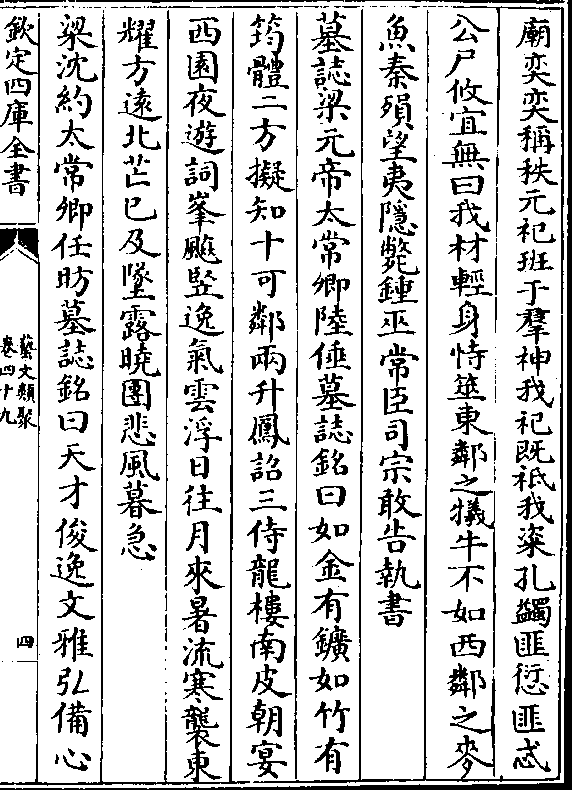 廟奕奕稱秩元祀班于羣神我祀既祗我粢孔蠲匪愆匪忒
公尸攸宜無曰我材輕身恃筮東鄰之犧牛不如西鄰之麥
魚秦殞望夷隱斃鍾巫常臣司宗敢告執書
墓誌梁元帝太常卿陸倕墓誌銘曰如金有鑛如竹有
筠體二方擬知十可鄰兩升鳳詔三侍龍樓南皮朝宴
西園夜遊詞峯飈竪逸氣雲浮日往月來暑流寒襲東
耀方遠北芒已及墜露曉團悲風暮急
梁沈約太常卿任昉墓誌銘曰天才俊逸文雅弘備心
欽定四庫全書
藝文類聚
卷四十九
四